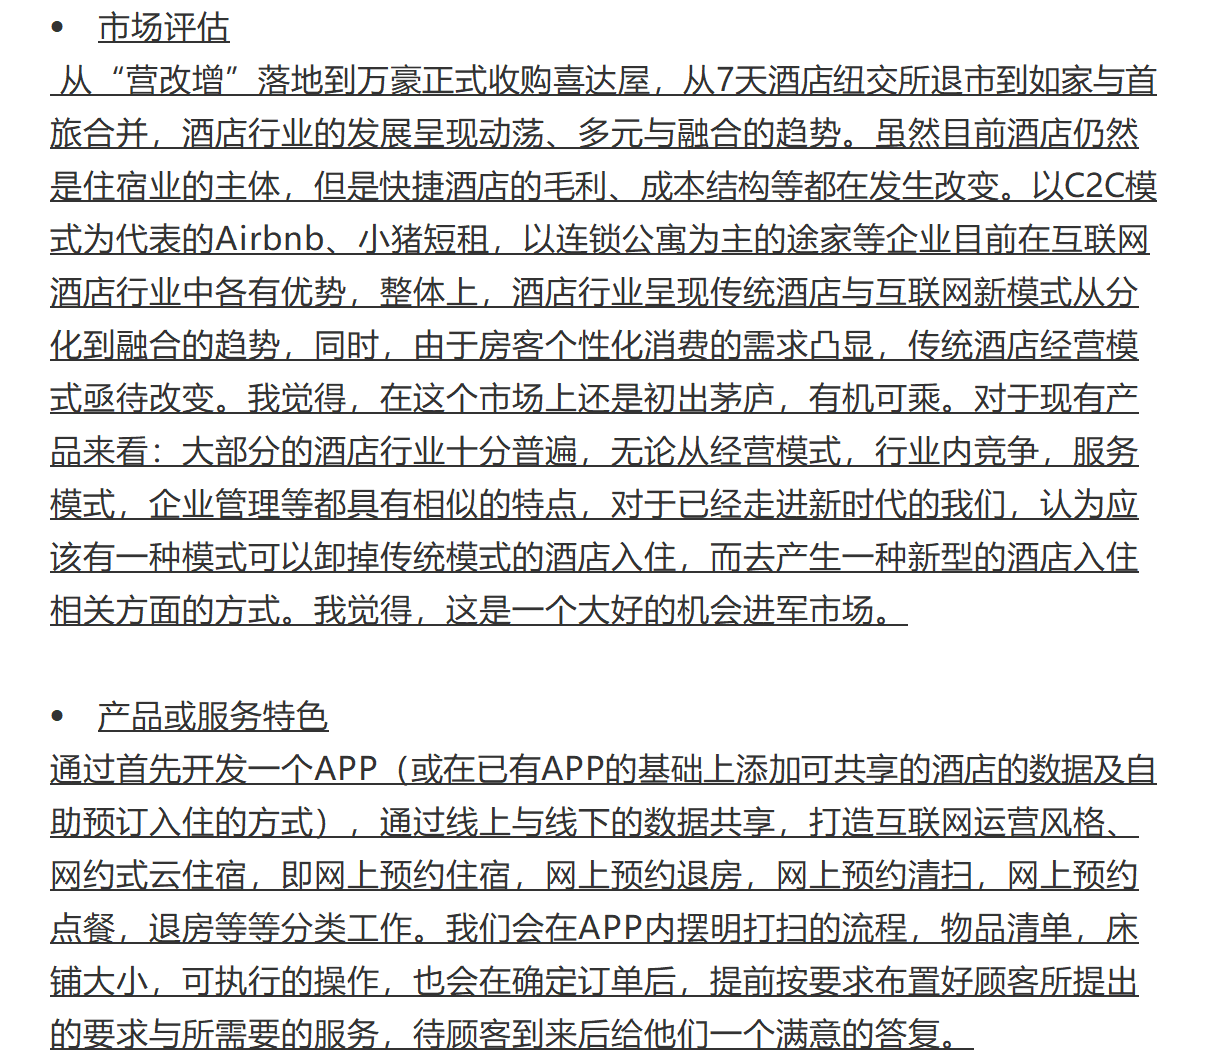 • 市场评估
从“营改增”落地到万豪正式收购喜达屋，从7天酒店纽交所退市到如家与首
旅合并，酒店行业的发展呈现动荡、多元与融合的趋势。虽然目前酒店仍然
是住宿业的主体，但是快捷酒店的毛利、成本结构等都在发生改变。以C2C模
式为代表的Airbnb、小猪短租，以连锁公寓为主的途家等企业目前在互联网
酒店行业中各有优势，整体上，酒店行业呈现传统酒店与互联网新模式从分
化到融合的趋势，同时，由于房客个性化消费的需求凸显，传统酒店经营模
式亟待改变。我觉得，在这个市场上还是初出茅庐，有机可乘。对于现有产
品来看：大部分的酒店行业十分普遍，无论从经营模式，行业内竞争，服务
模式，企业管理等都具有相似的特点，对于已经走进新时代的我们，认为应
该有一种模式可以卸掉传统模式的酒店入住，而去产生一种新型的酒店入住
相关方面的方式。我觉得，这是一个大好的机会进军市场。
• 产品或服务特色
通过首先开发一个APP（或在已有APP的基础上添加可共享的酒店的数据及自
助预订入住的方式），通过线上与线下的数据共享，打造互联网运营风格、
网约式云住宿，即网上预约住宿，网上预约退房，网上预约清扫，网上预约
点餐，退房等等分类工作。我们会在APP内摆明打扫的流程，物品清单，床
铺大小，可执行的操作，也会在确定订单后，提前按要求布置好顾客所提出
的要求与所需要的服务，待顾客到来后给他们一个满意的答复。